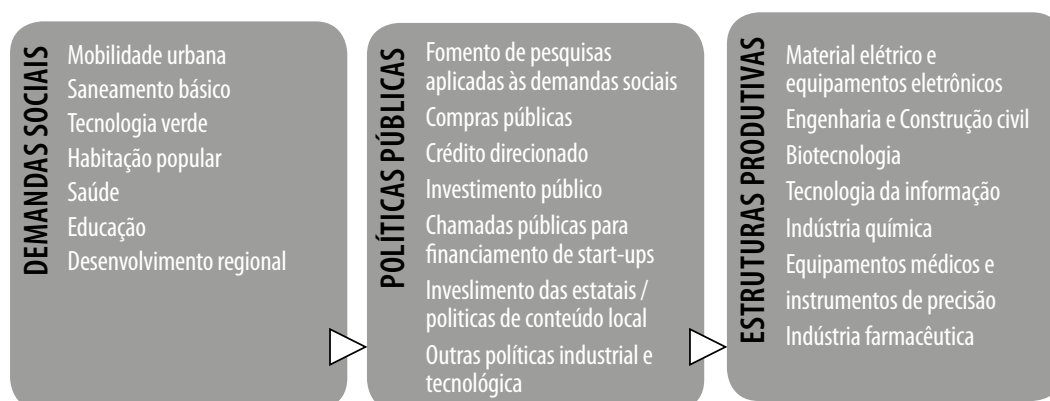 DEMANDAS SOCIAIS
Mobilidade urbana
Saneamento básico
Tecnologia verde
Habitação popular
Saúde
Educação
Desenvolvimento regional
POLÍTICAS PÚBLICAS
Fomento de pesquisas
aplicadas às demandas sociais
Compras públicas
Crédito direcionado
Investimento público
Chamadas públicas para
financiamento de start-ups
Inveslimento das estatais /
politicas de conteúdo local
Outras políticas industrial e
tecnológica
ESTRUTURAS PRODUTIVAS
Material elétrico e
equipamentos eletrônicos
Engenharia e Construção civil
Biotecnologia
Tecnologia da informação
Indústria química
Equipamentos médicos e
instrumentos de precisão
Indústria farmacêutica